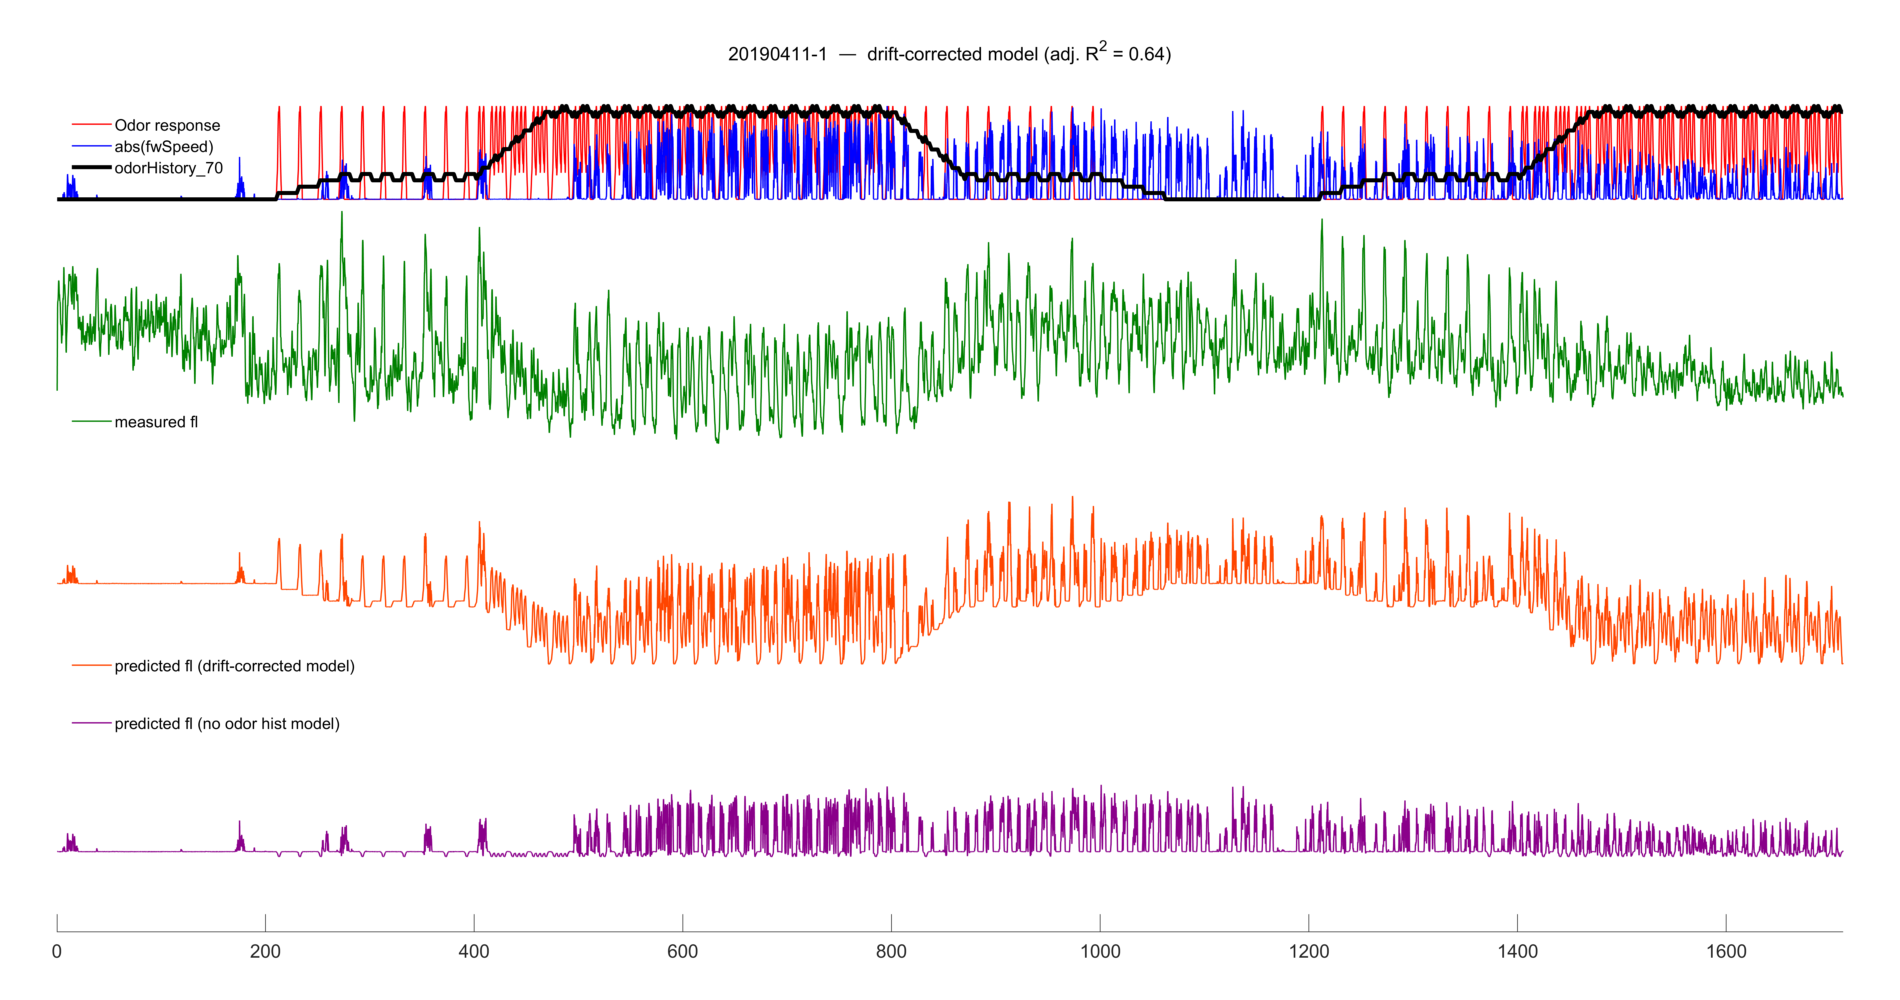 20190411-1 — drift-corrected model (adj. R² = 0.64)
Odor response
abs(fwSpeed)
odorHistory_70
measured fl
predicted fl (drift-corrected model)
predicted fl (no odor hist model)
0 200 400 600 800 1000 1200 1400 1600